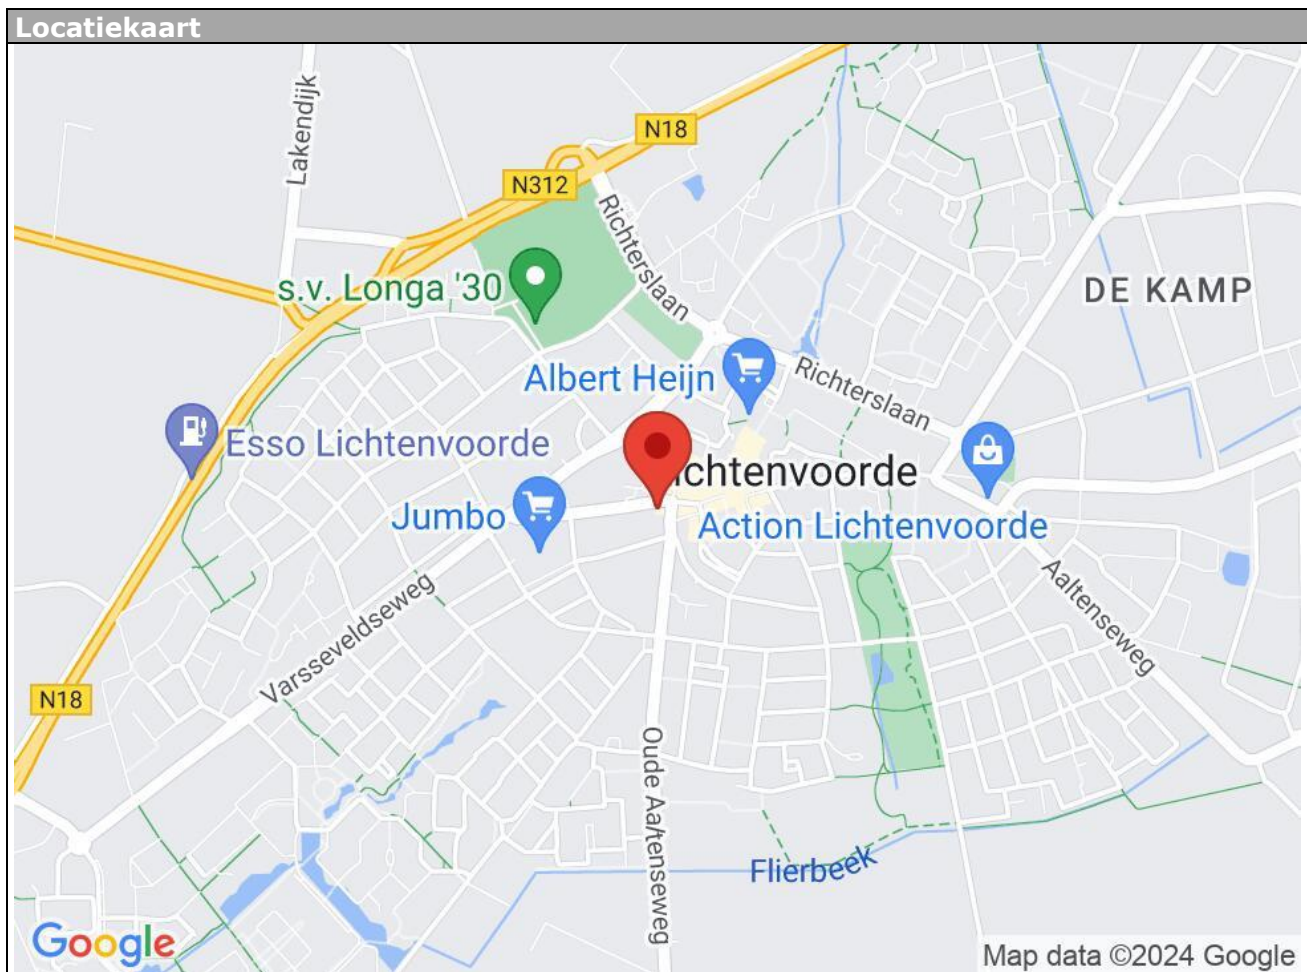 Locatiekaart
Lakendijk
N18
N312
Richterslaan
s.v. Longa '30
DE KAMP
Albert Heijn
Richterslaan
Esso Lichtenvoorde
ichtenvoorde
Jumbo
Action Lichtenvoorde
Varsseveldseweg
Aaltenseweg
N18
Oude Aaltenseweg
Flierbeek
Google
Map data ©2024 Google